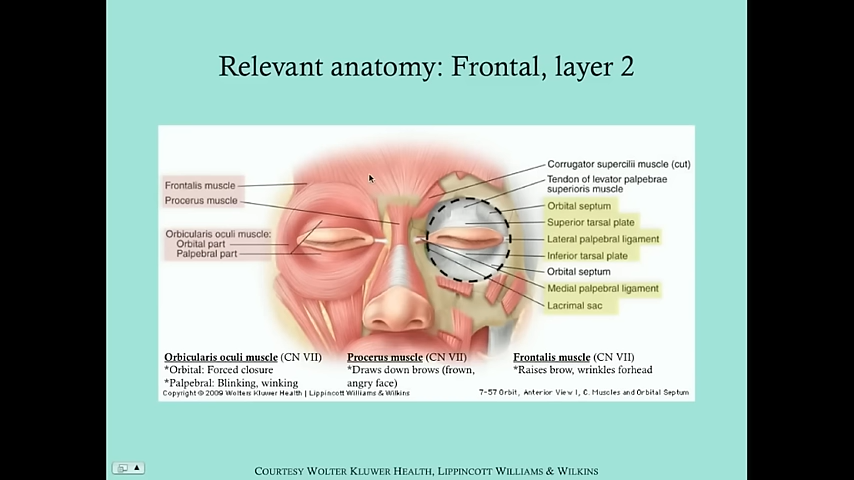 Relevant anatomy: Frontal, layer 2
Frontalis muscle
Procerus muscle
Orbicularis oculi muscle:
Orbital part
Palpebral part
Corrugator supercilii muscle (cut)
Tendon of levator palpebrae
superioris muscle
Orbital septum
Superior tarsal plate
Lateral palpebral ligament
Inferior tarsal plate
Orbital septum
Medial palpebral ligament
Lacrimal sac
Orbicularis oculi muscle (CN VII)
*Orbital: Forced closure
*Palpebral: Blinking, winking
Procerus muscle (CN VII)
*Draws down brows (frown,
angry face)
Frontalis muscle (CN VII)
*Raises brow, wrinkles forhead
Copyright © 2009 Wolters Kluwer Health | Lippincott Williams & Wilkins
7-57 Orbit, Anterior View I, C. Muscles and Orbital Septum
COURTESY WOLTER KLUWER HEALTH, LIPPINCOTT WILLIAMS & WILKINS